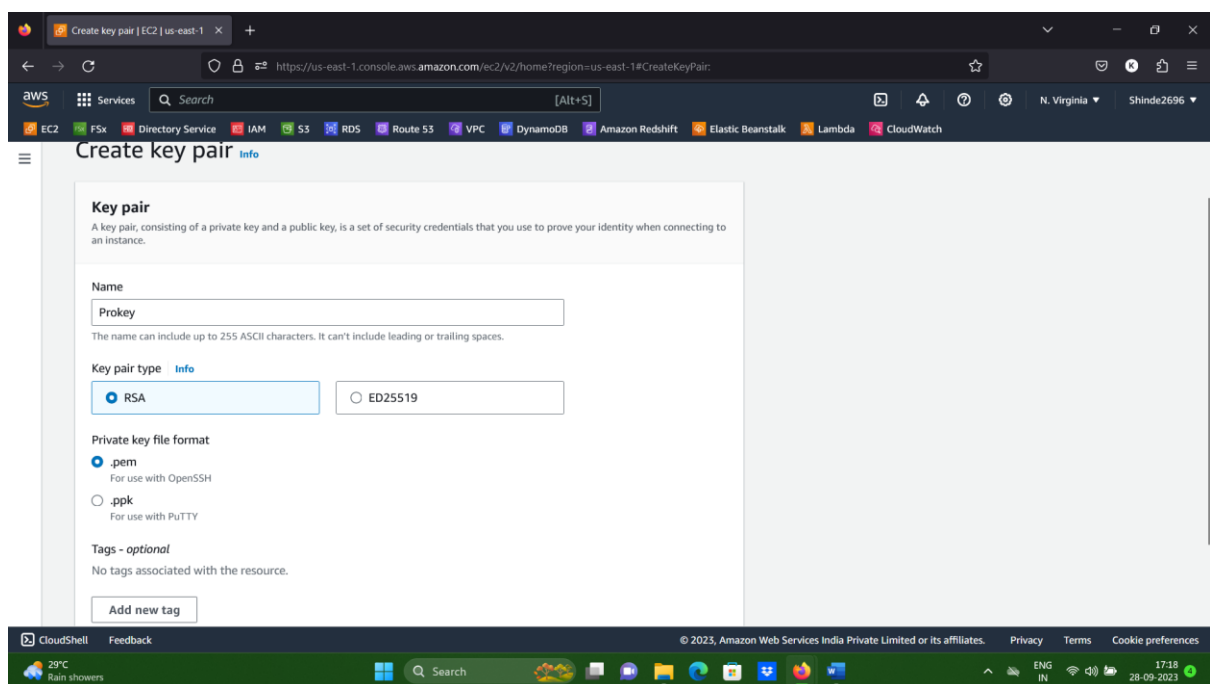 Create key pair | EC2 | us-east-1
https://us-east-1.console.aws.amazon.com/ec2/v2/home?region=us-east-1#CreateKeyPair:
K
aws Services Search [Alt+S] N. Virginia Shinde2696
EC2 FSx Directory Service IAM S3 RDS Route 53 VPC DynamoDB Amazon Redshift Elastic Beanstalk Lambda CloudWatch
Create key pair Info
Key pair
A key pair, consisting of a private key and a public key, is a set of security credentials that you use to prove your identity when connecting to
an instance.
Name
Prokey
The name can include up to 255 ASCII characters. It can't include leading or trailing spaces.
Key pair type Info
RSA ED25519
Private key file format
.pem
For use with OpenSSH
.ppk
For use with PuTTY
Tags - optional
No tags associated with the resource.
Add new tag
CloudShell Feedback © 2023, Amazon Web Services India Private Limited or its affiliates. Privacy Terms Cookie preferences
29°C
Rain showers
Search
ENG
IN
17:18
28-09-2023
4